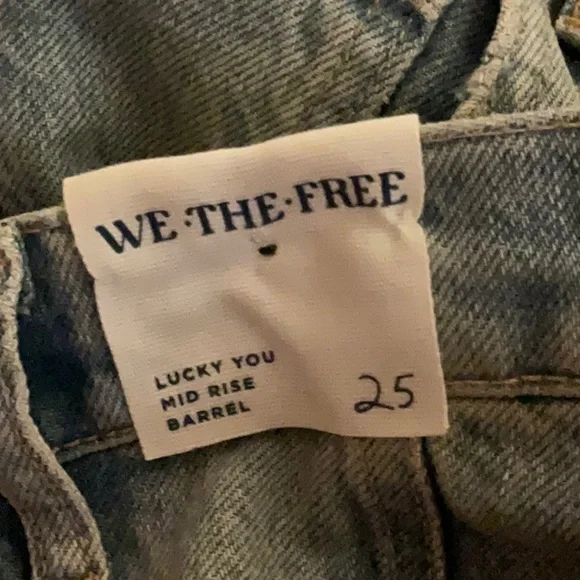 WE·THE·FREE
LUCKY YOU
MID RISE
BARREL
25